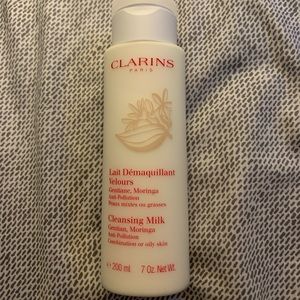 CLARINS
PARIS
Lait Démaquillant
Velours
Gentiane, Moringa
Anti-Pollution
Peaux mixtes ou grasses
Cleansing Milk
Gentian, Moringa
Anti-Pollution
Combination or oily skin
e 200 ml 7 Oz. Net Wt.